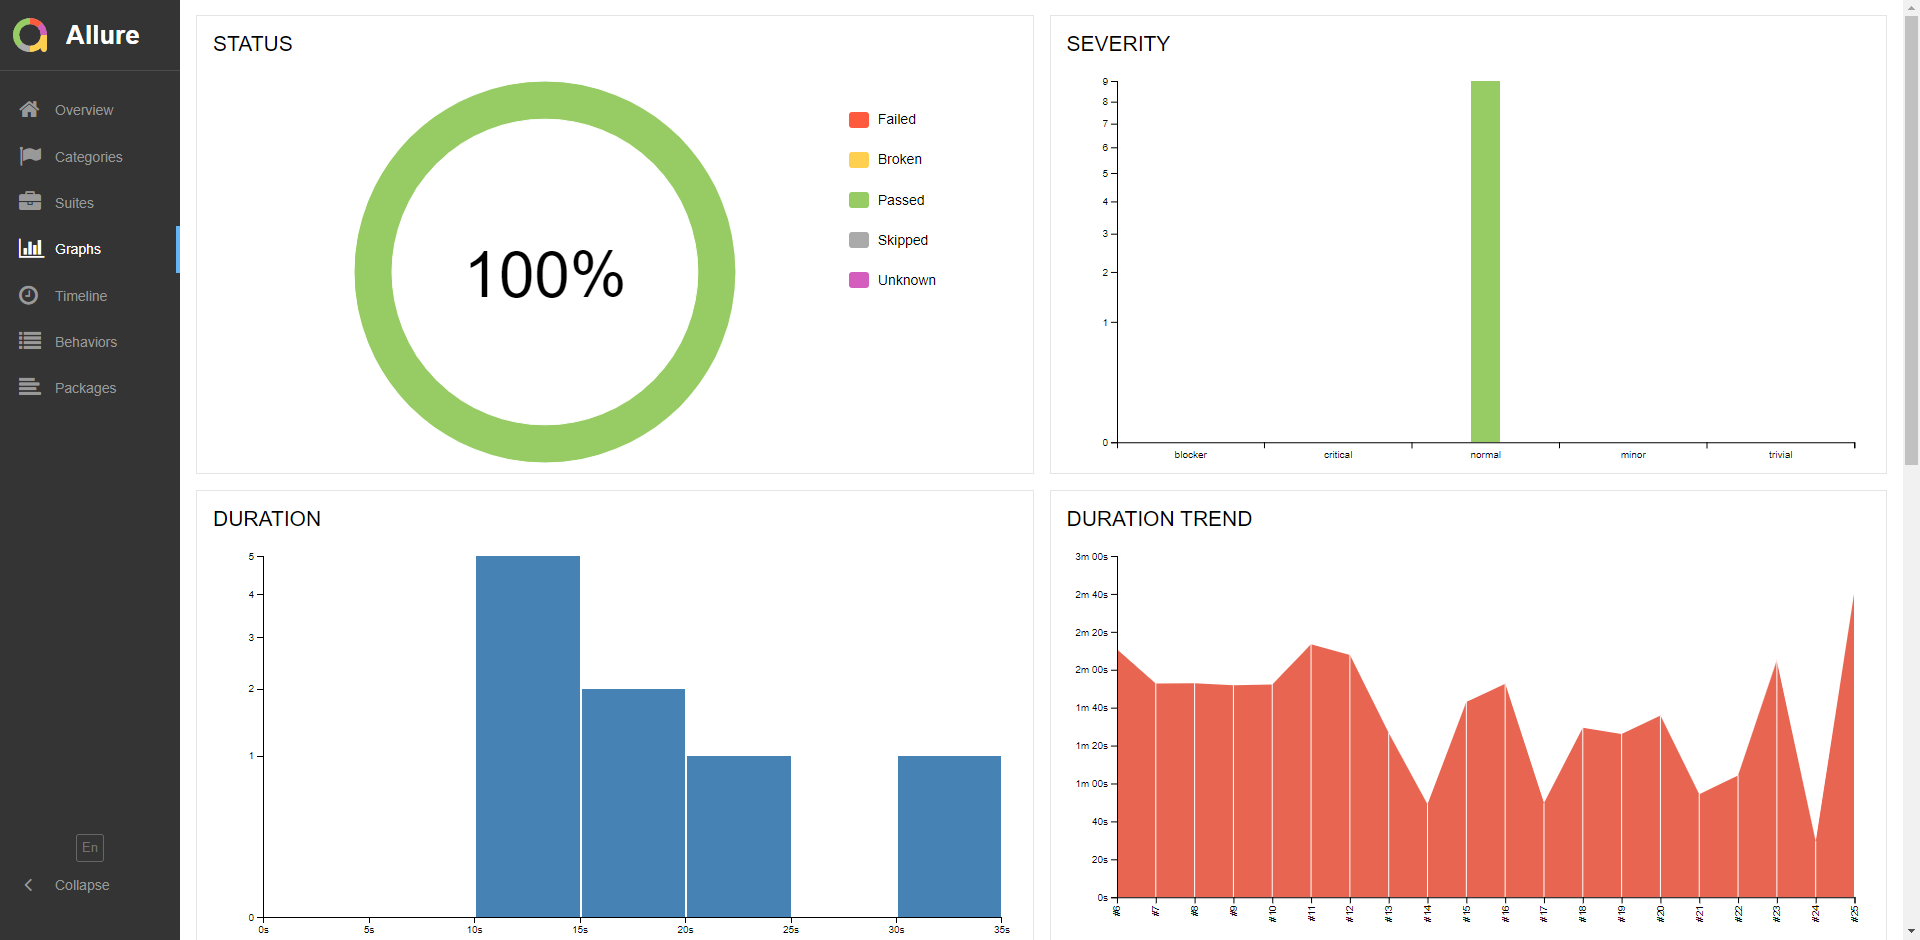 Allure
Overview
Categories
Suites
Graphs
Timeline
Behaviors
Packages
En
Collapse
STATUS
100%
Failed
Broken
Passed
Skipped
Unknown
SEVERITY
9
8
7
6
5
4
3
2
1
0
blocker critical normal minor trivial
DURATION
5
4
3
2
1
0
0s 5s 10s 15s 20s 25s 30s 35s
DURATION TREND
3m 00s
2m 40s
2m 20s
2m 00s
1m 40s
1m 20s
1m 00s
40s
20s
0s
#6 #7 #8 #9 #10 #11 #12 #13 #14 #15 #16 #17 #18 #19 #20 #21 #22 #23 #24 #25